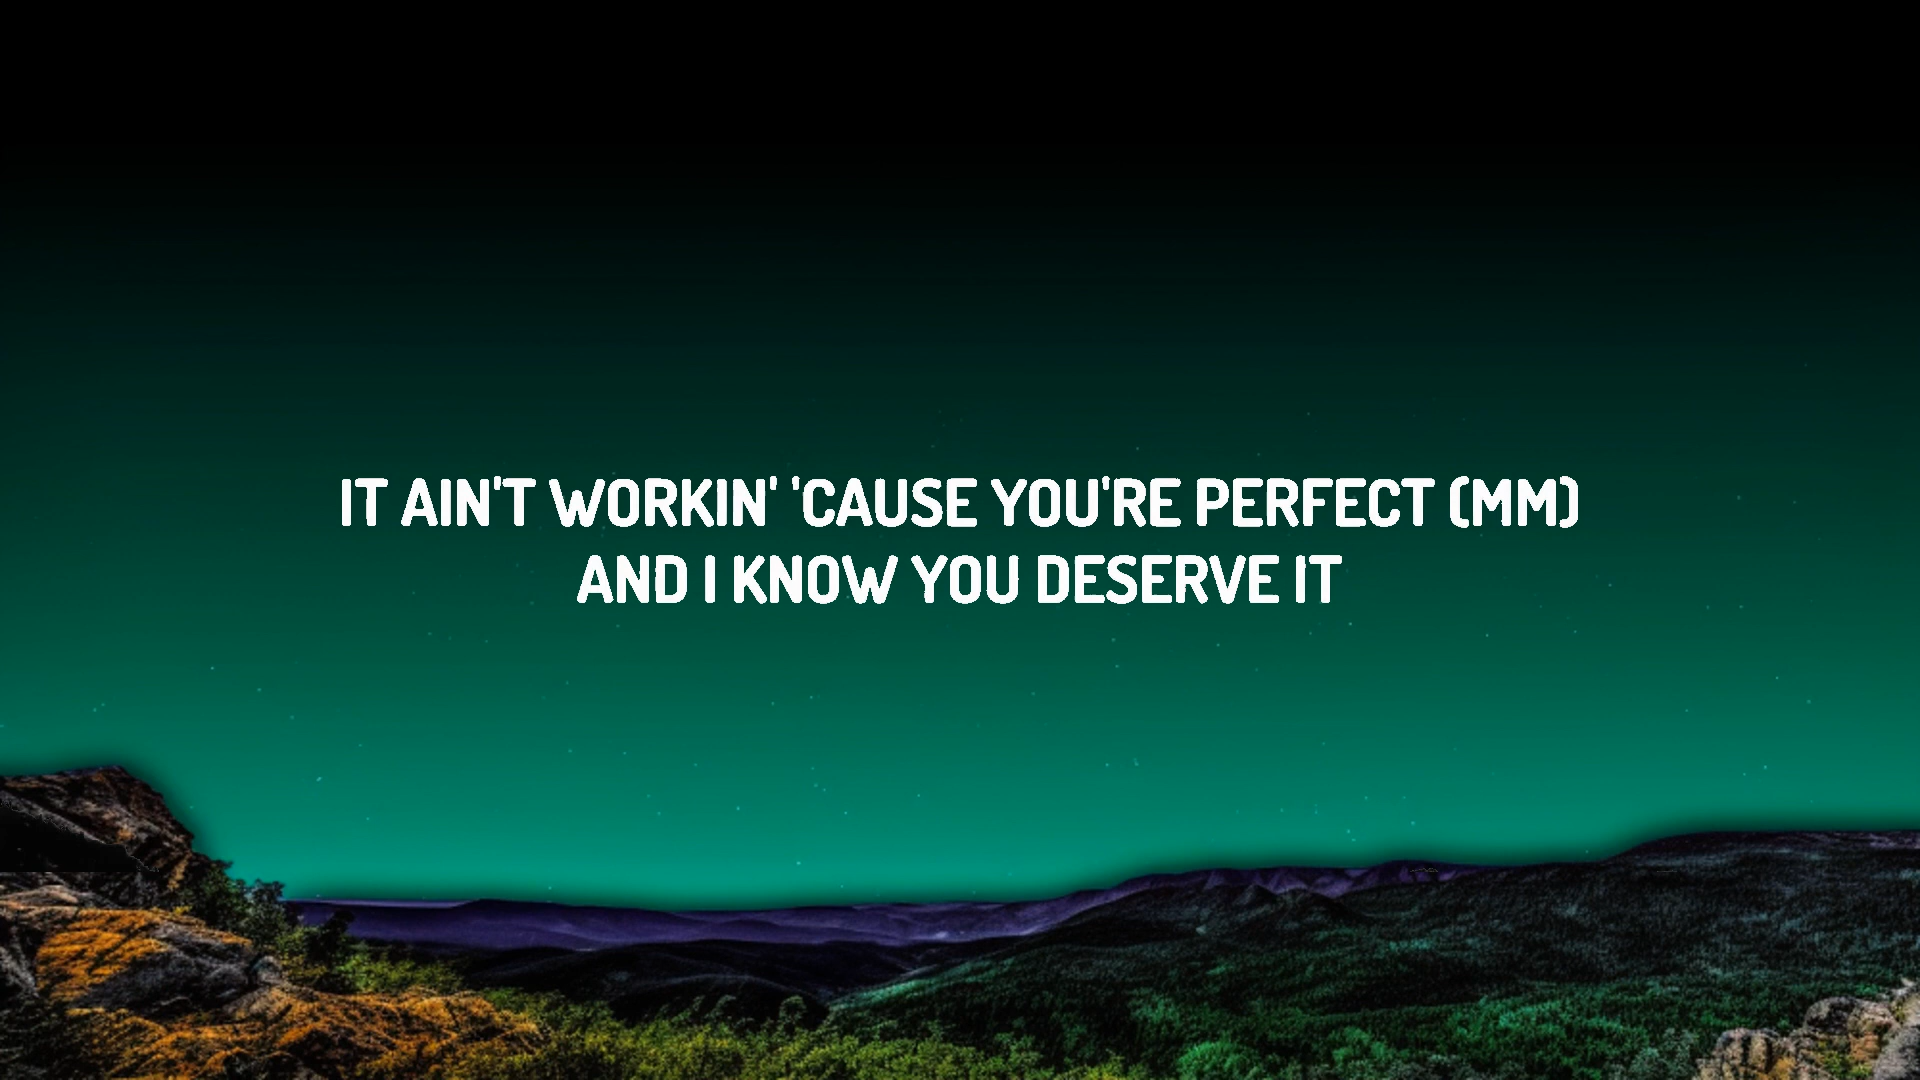 IT AIN'T WORKIN' 'CAUSE YOU'RE PERFECT (MM)
AND I KNOW YOU DESERVE IT